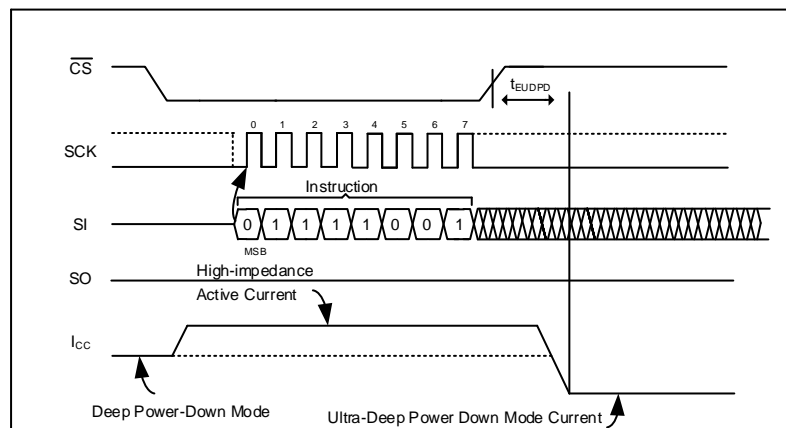 CS
tEUDPD
0 1 2 3 4 5 6 7
SCK
Instruction
SI
0 1 1 1 1 0 0 1
MSB
High-impedance
SO
Active Current
ICC
Deep Power-Down Mode
Ultra-Deep Power Down Mode Current